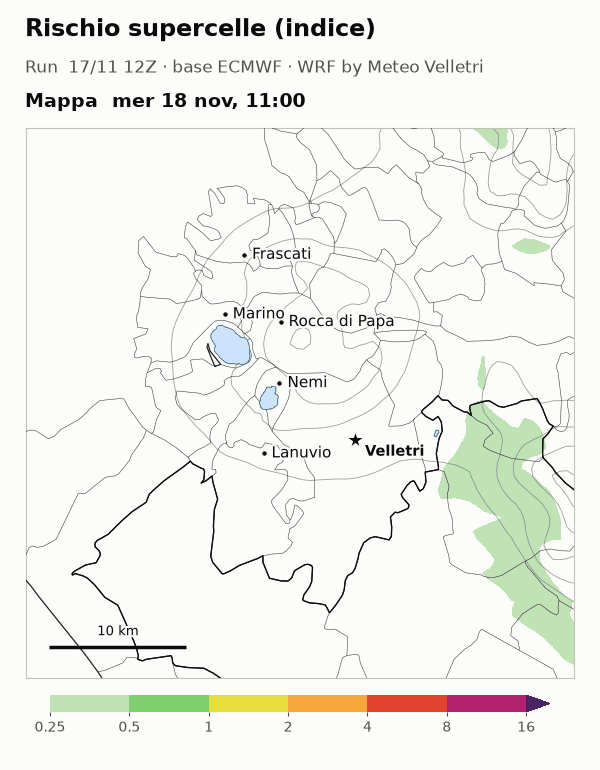 Rischio supercelle (indice)
Run  17/11 12Z · base ECMWF · WRF by Meteo Velletri
Mappa  mer 18 nov, 11:00
Frascati
Marino
Rocca di Papa
Nemi
Velletri
Lanuvio
10 km
0.25 0.5 1 2 4 8 16